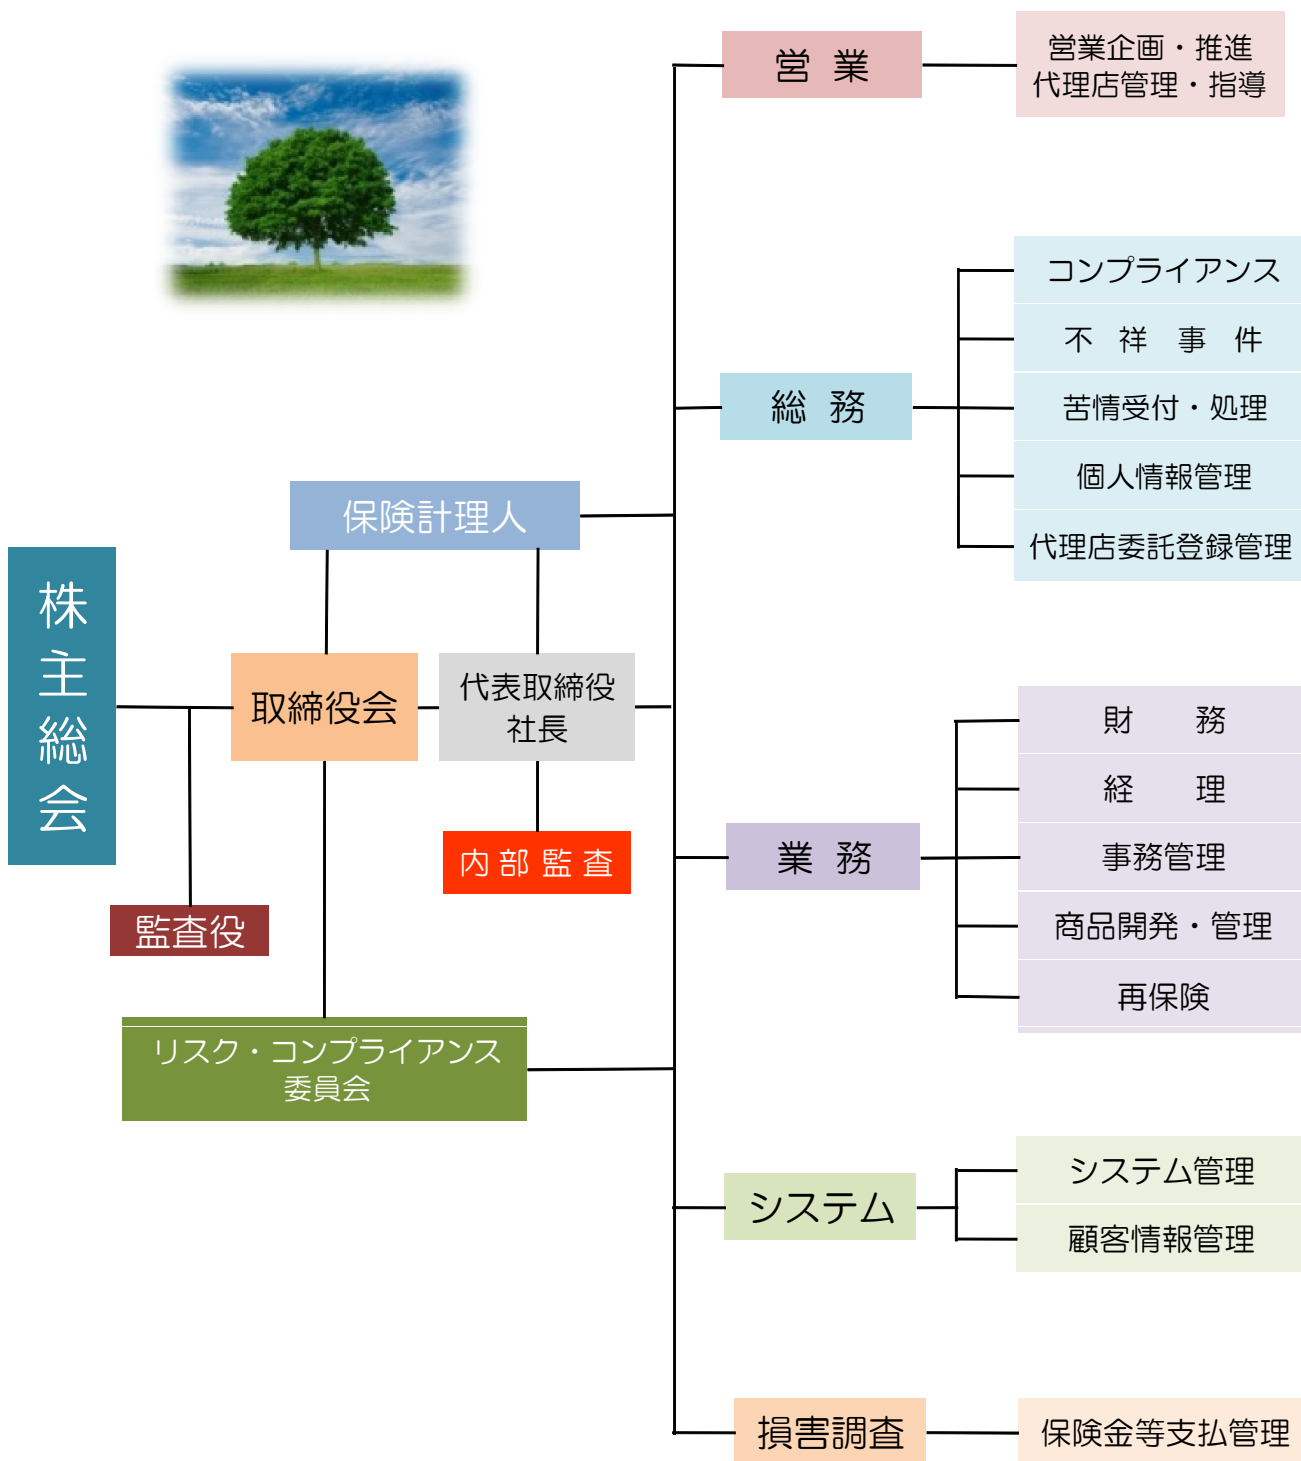 株主総会
監査役
取締役会
保険計理人
代表取締役
社長
内部監査
リスク・コンプライアンス
委員会
営業
営業企画・推進
代理店管理・指導
総務
コンプライアンス
不祥事件
苦情受付・処理
個人情報管理
代理店委託登録管理
業務
財務
経理
事務管理
商品開発・管理
再保険
システム
システム管理
顧客情報管理
損害調査
保険金等支払管理